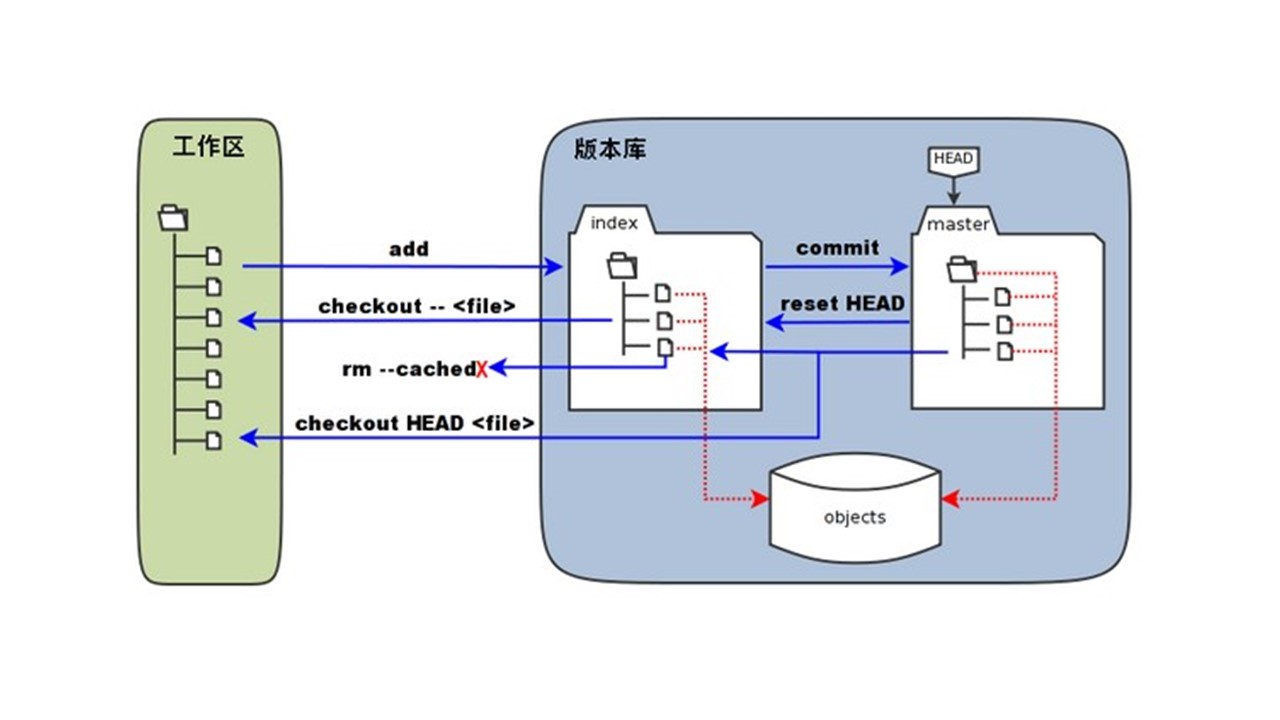 工作区
版本库
HEAD
index
master
add
commit
checkout -- <file>
reset HEAD
rm --cachedX
checkout HEAD <file>
objects